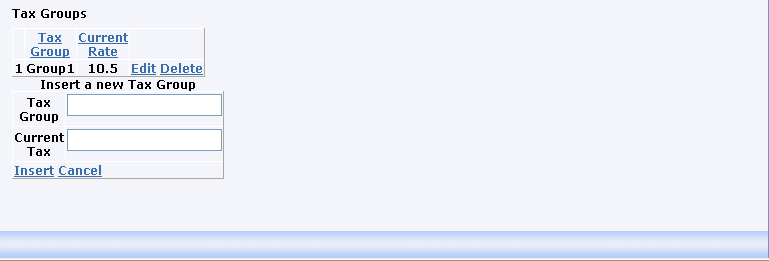 Tax Groups
Tax Current
Group Rate
1 Group1 10.5 Edit Delete
Insert a new Tax Group
Tax
Group
Current
Tax
Insert Cancel